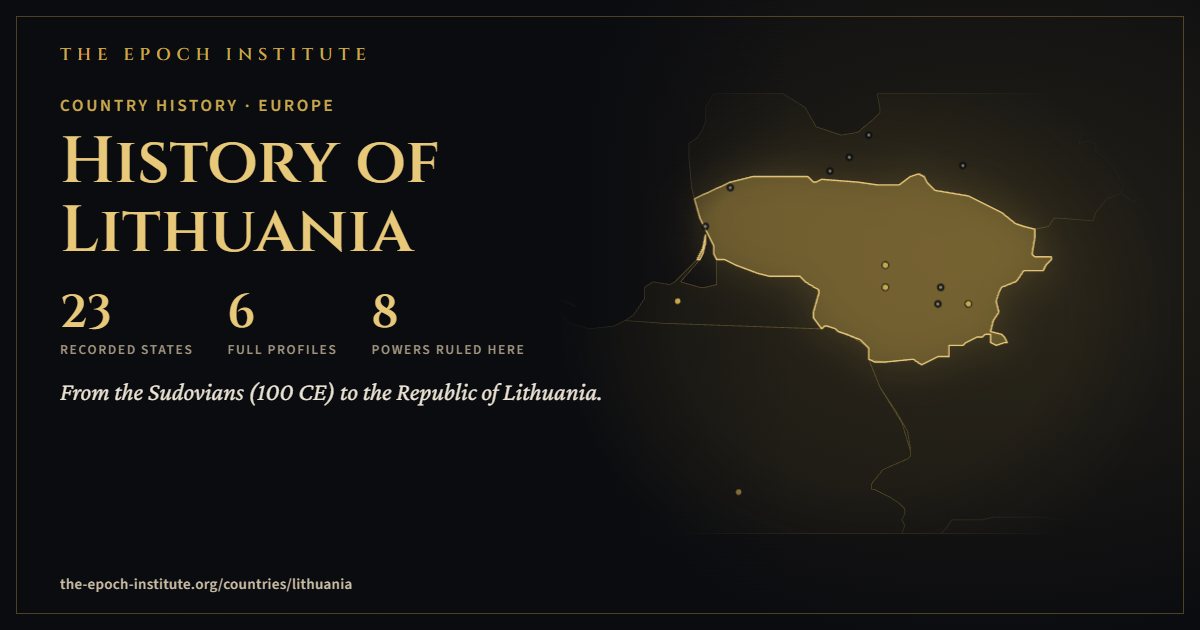 THE EPOCH INSTITUTE
COUNTRY HISTORY · EUROPE
HISTORY OF
LITHUANIA
23 6 8
RECORDED STATES FULL PROFILES POWERS RULED HERE
From the Sudovians (100 CE) to the Republic of Lithuania.
the-epoch-institute.org/countries/lithuania